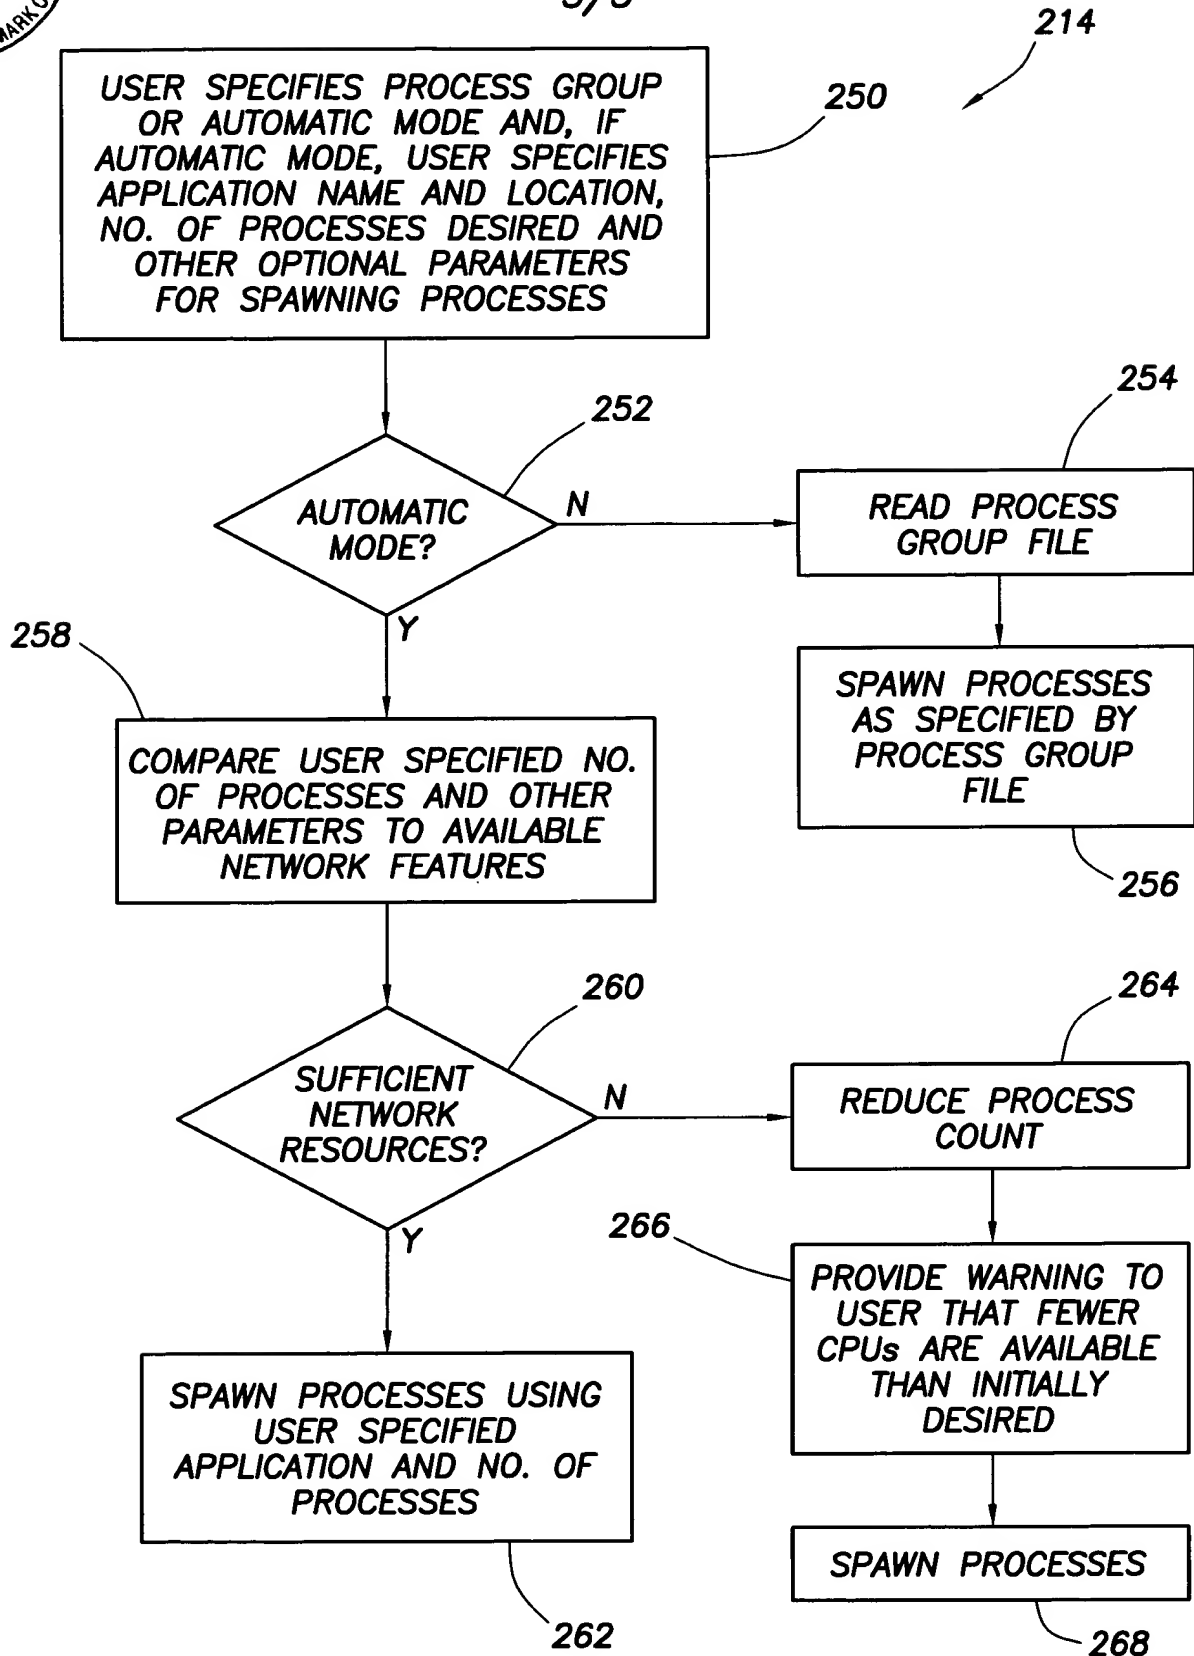 MARK O
214
USER SPECIFIES PROCESS GROUP
OR AUTOMATIC MODE AND, IF
AUTOMATIC MODE, USER SPECIFIES
APPLICATION NAME AND LOCATION,
NO. OF PROCESSES DESIRED AND
OTHER OPTIONAL PARAMETERS
FOR SPAWNING PROCESSES
250
252
AUTOMATIC
MODE?
N
Y
254
READ PROCESS
GROUP FILE
SPAWN PROCESSES
AS SPECIFIED BY
PROCESS GROUP
FILE
256
258
COMPARE USER SPECIFIED NO.
OF PROCESSES AND OTHER
PARAMETERS TO AVAILABLE
NETWORK FEATURES
260
SUFFICIENT
NETWORK
RESOURCES?
N
Y
264
REDUCE PROCESS
COUNT
266
PROVIDE WARNING TO
USER THAT FEWER
CPUs ARE AVAILABLE
THAN INITIALLY
DESIRED
SPAWN PROCESSES USING
USER SPECIFIED
APPLICATION AND NO. OF
PROCESSES
262
SPAWN PROCESSES
268